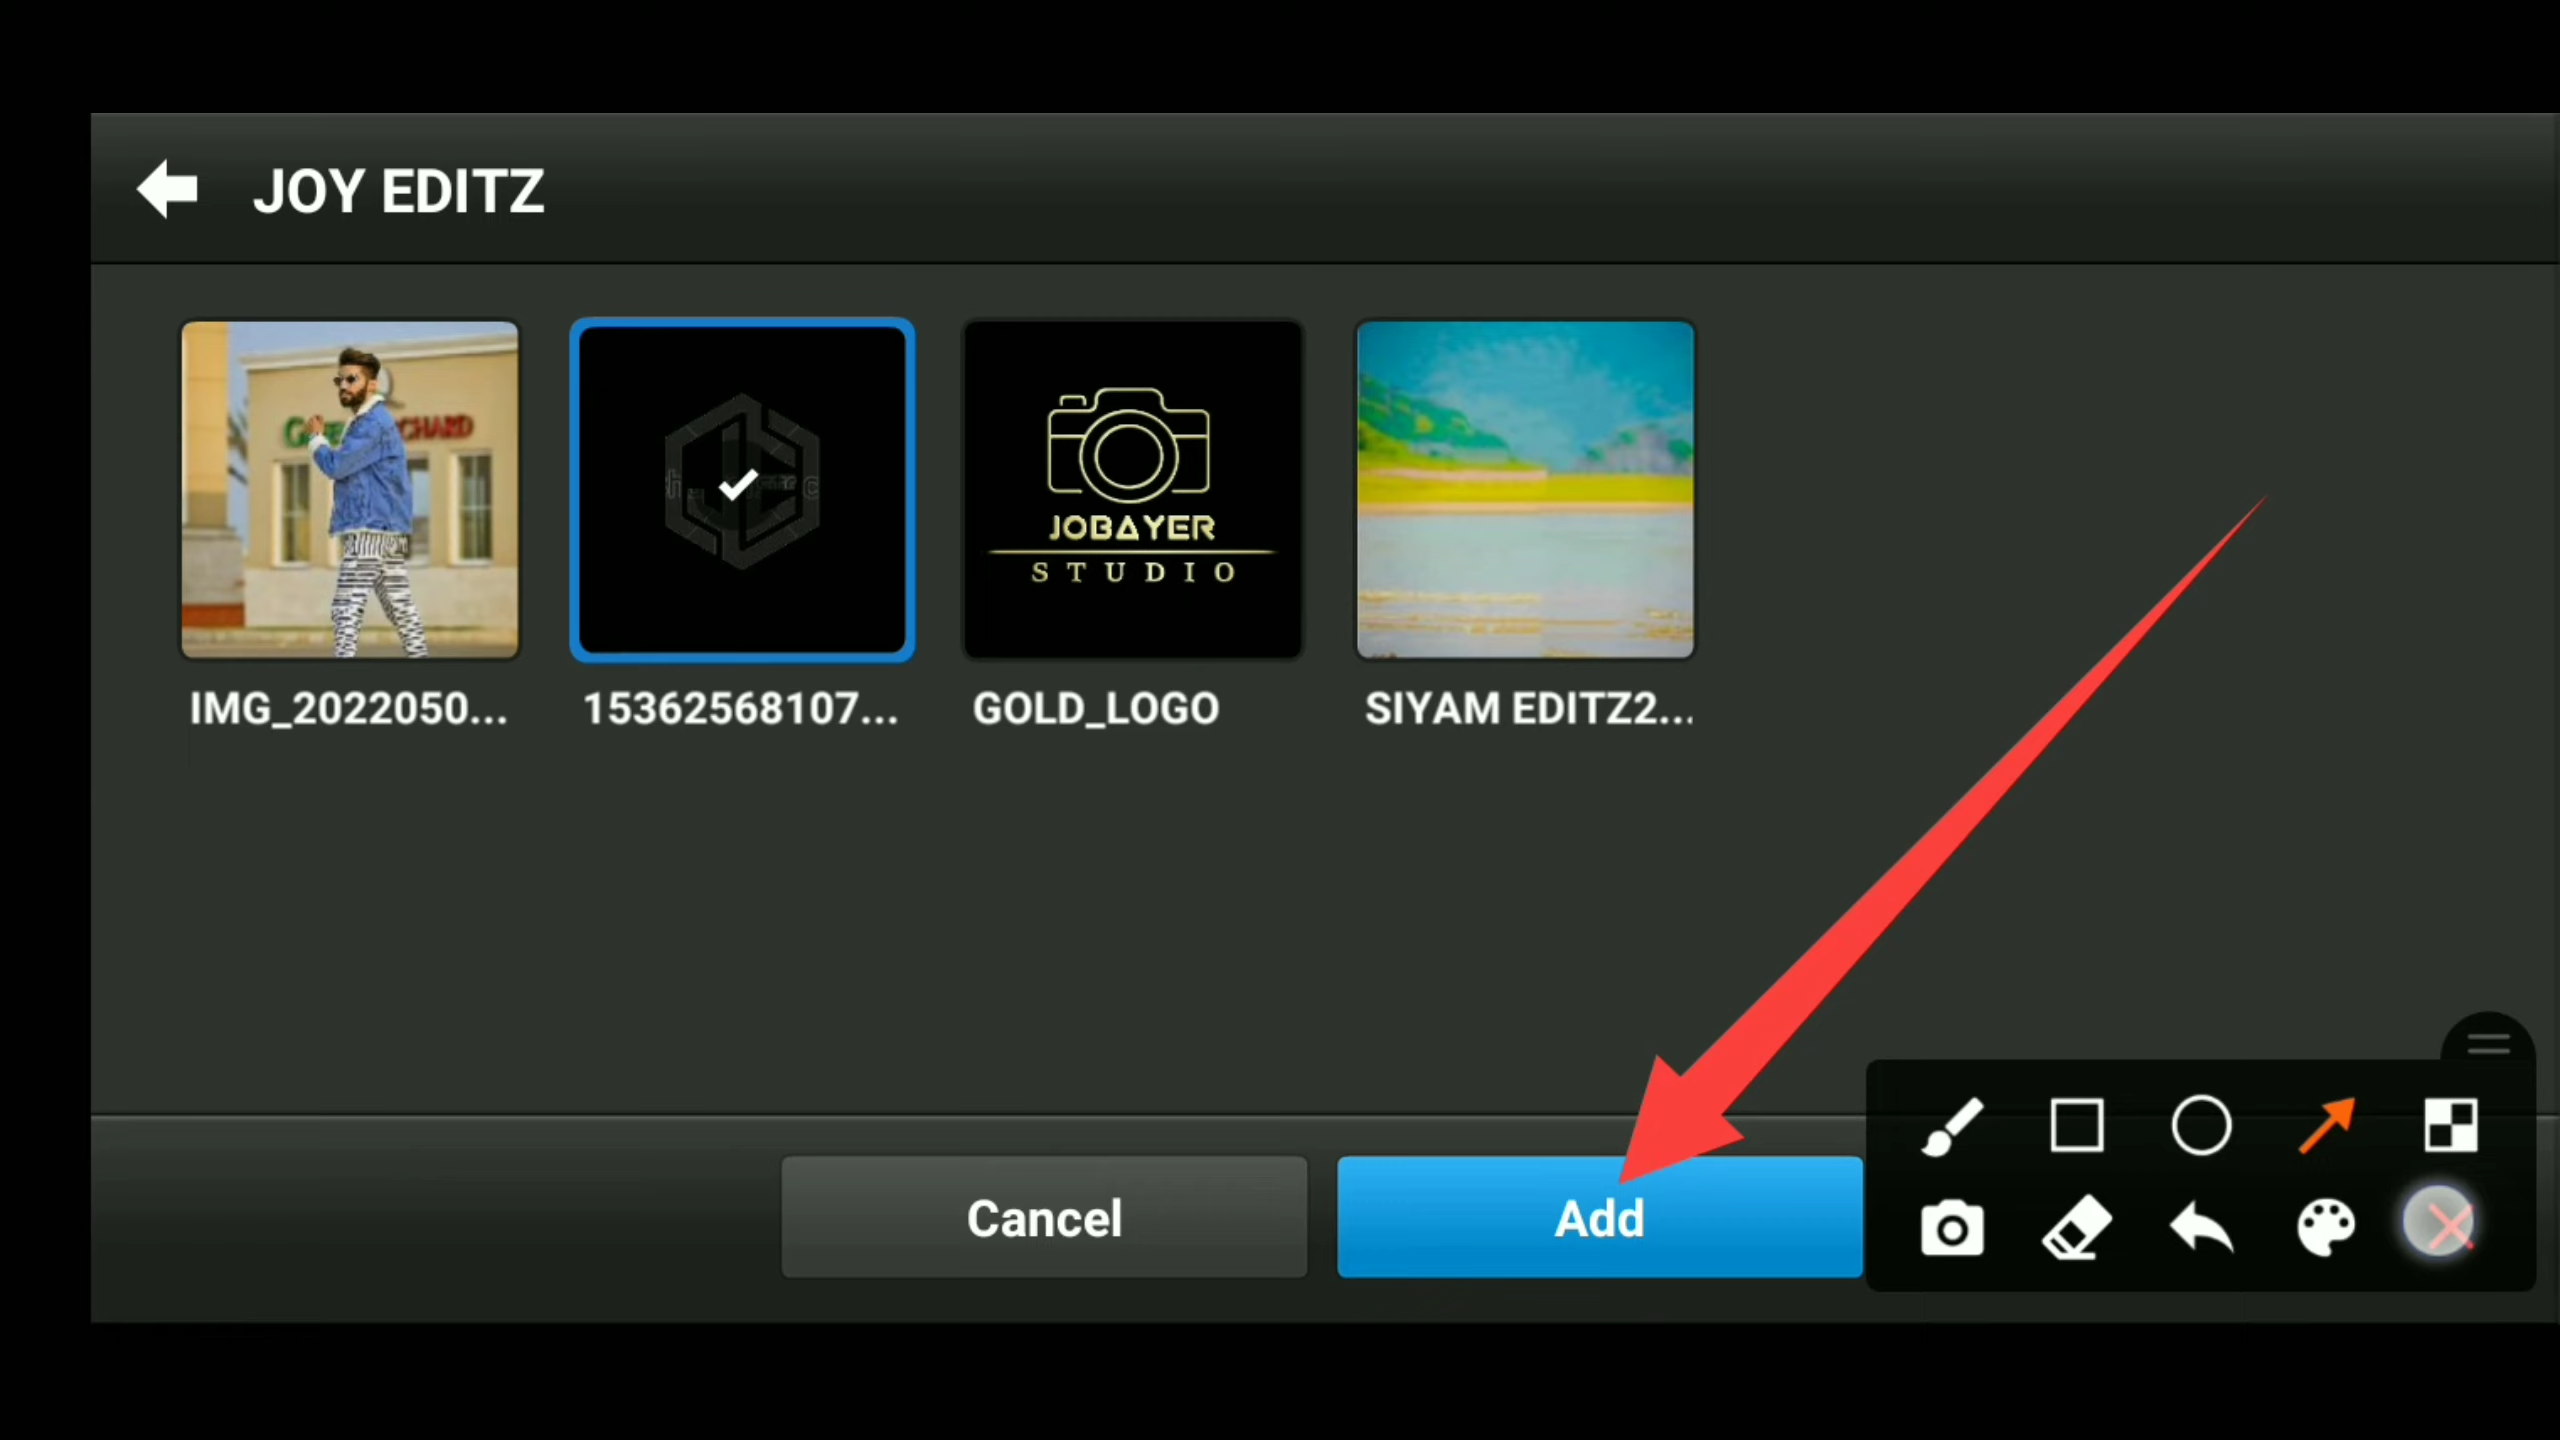 JOY EDITZ
JOBAYER
STUDIO
IMG_2022050...
15362568107...
GOLD_LOGO
SIYAM EDITZ2...
Cancel
Add